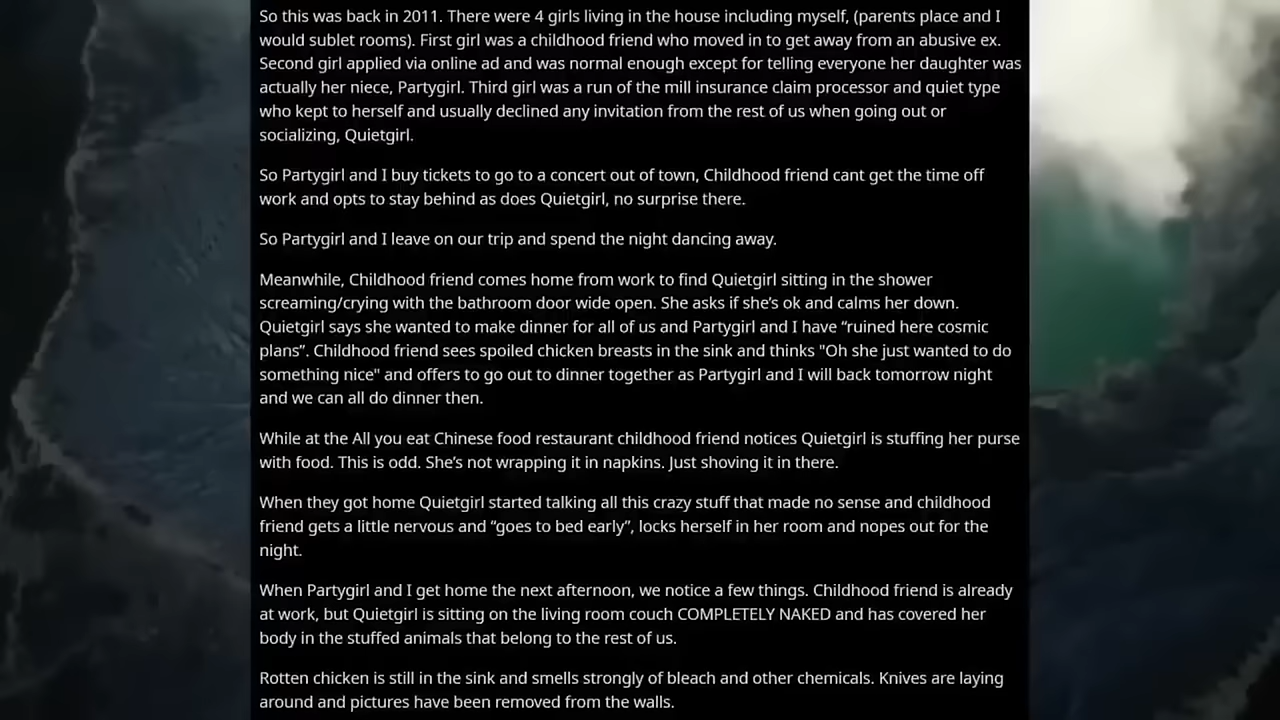 So this was back in 2011. There were 4 girls living in the house including myself, (parents place and I
would sublet rooms). First girl was a childhood friend who moved in to get away from an abusive ex.
Second girl applied via online ad and was normal enough except for telling everyone her daughter was
actually her niece, Partygirl. Third girl was a run of the mill insurance claim processor and quiet type
who kept to herself and usually declined any invitation from the rest of us when going out or
socializing, Quietgirl.
So Partygirl and I buy tickets to go to a concert out of town, Childhood friend cant get the time off
work and opts to stay behind as does Quietgirl, no surprise there.
So Partygirl and I leave on our trip and spend the night dancing away.
Meanwhile, Childhood friend comes home from work to find Quietgirl sitting in the shower
screaming/crying with the bathroom door wide open. She asks if she’s ok and calms her down.
Quietgirl says she wanted to make dinner for all of us and Partygirl and I have “ruined here cosmic
plans”. Childhood friend sees spoiled chicken breasts in the sink and thinks "Oh she just wanted to do
something nice" and offers to go out to dinner together as Partygirl and I will back tomorrow night
and we can all do dinner then.
While at the All you eat Chinese food restaurant childhood friend notices Quietgirl is stuffing her purse
with food. This is odd. She’s not wrapping it in napkins. Just shoving it in there.
When they got home Quietgirl started talking all this crazy stuff that made no sense and childhood
friend gets a little nervous and “goes to bed early”, locks herself in her room and nopes out for the
night.
When Partygirl and I get home the next afternoon, we notice a few things. Childhood friend is already
at work, but Quietgirl is sitting on the living room couch COMPLETELY NAKED and has covered her
body in the stuffed animals that belong to the rest of us.
Rotten chicken is still in the sink and smells strongly of bleach and other chemicals. Knives are laying
around and pictures have been removed from the walls.